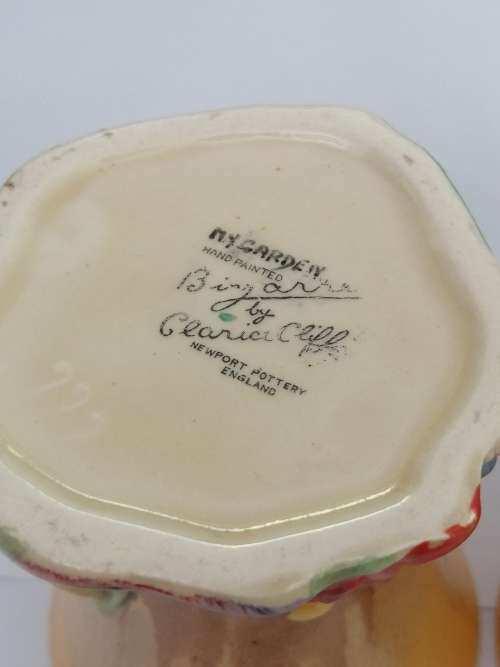 MY GARDEN
HAND PAINTED
Bizarre
by
Clarice Cliff
NEWPORT POTTERY
ENGLAND